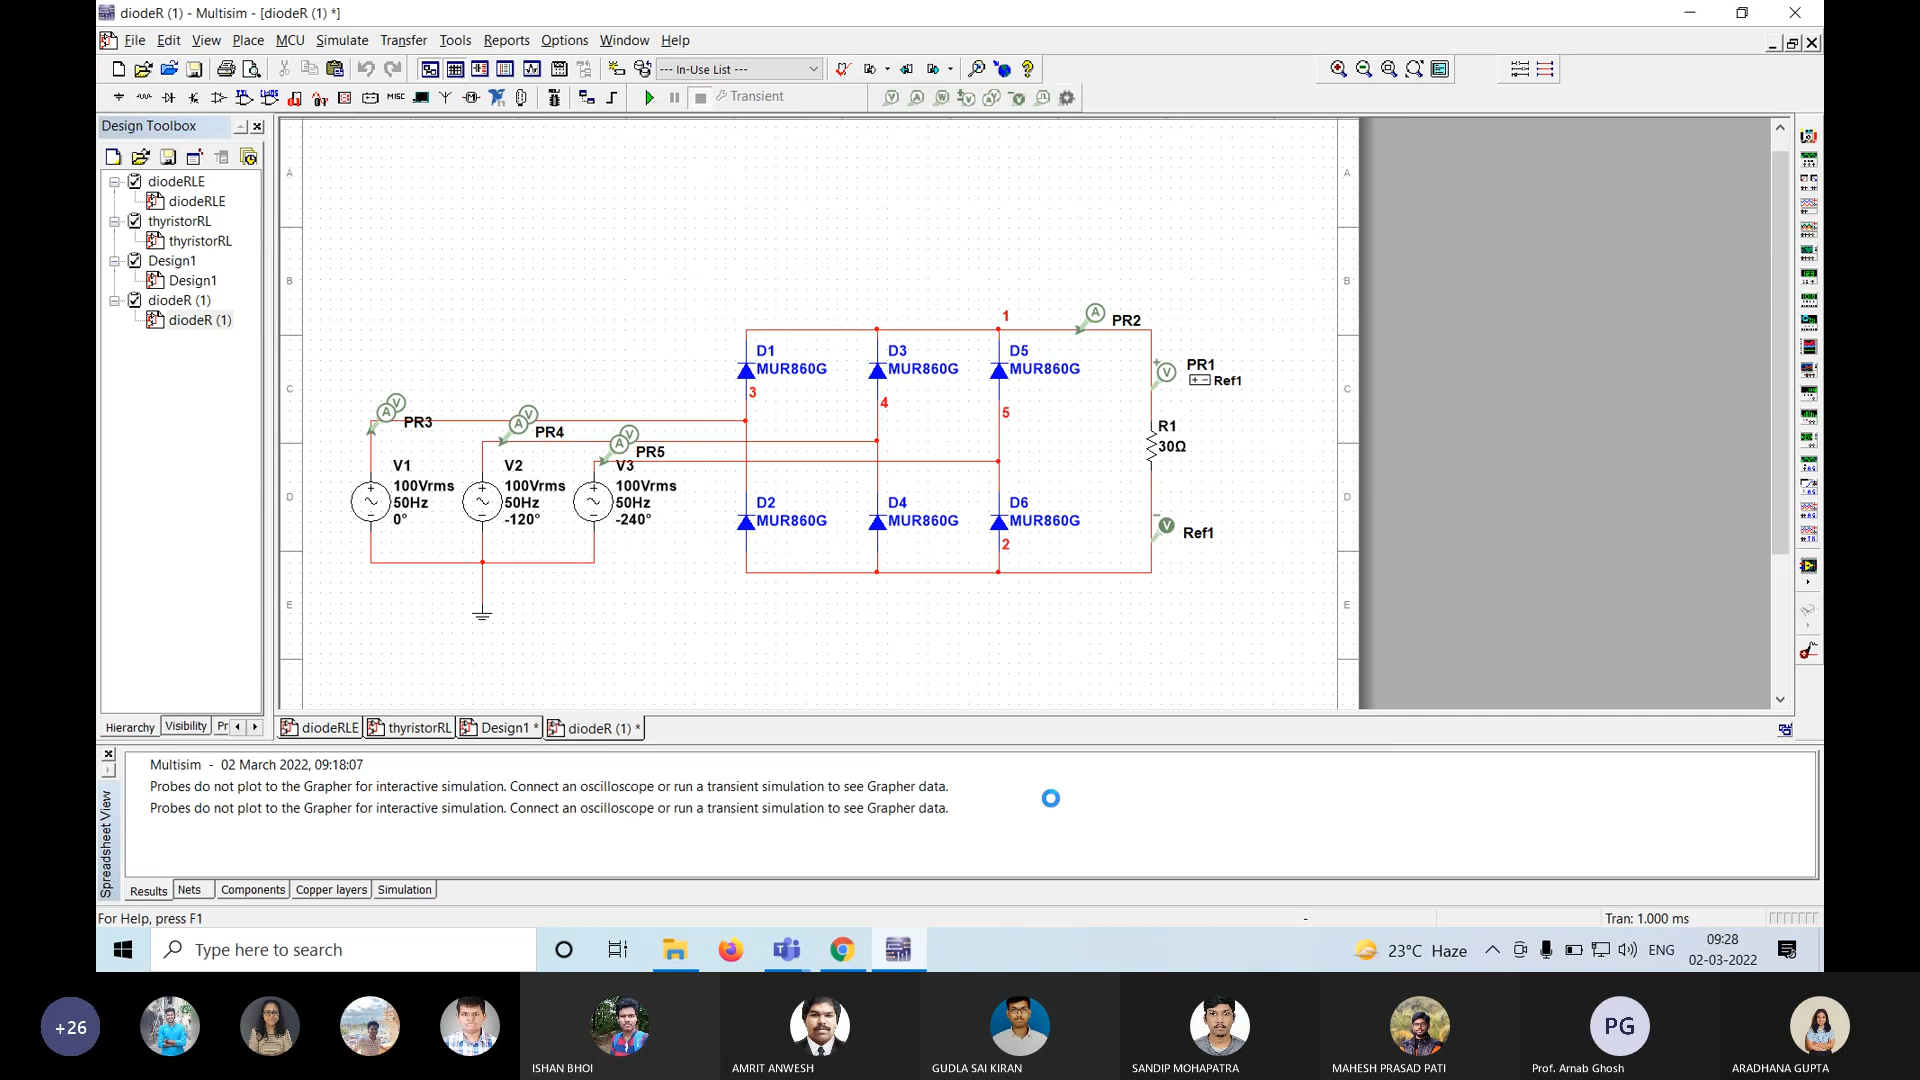 diodeR (1) - Multisim - [diodeR (1) *]
File Edit View Place MCU Simulate Transfer Tools Reports Options Window Help
--- In-Use List ---
MISC
Transient
Design Toolbox
diodeRLE
diodeRLE
thyristorRL
thyristorRL
Design1
Design1
diodeR (1)
diodeR (1)
Hierarchy Visibility Pr
A
B
C
D
E
A
B
C
D
E
1
PR2
D1
MUR860G
D3
MUR860G
D5
MUR860G
PR1
Ref1
3
4
5
PR3
PR4
PR5
R1
30Ω
V1
100Vrms
50Hz
0°
V2
100Vrms
50Hz
-120°
V3
100Vrms
50Hz
-240°
D2
MUR860G
D4
MUR860G
D6
MUR860G
2
Ref1
diodeRLE thyristorRL Design1 * diodeR (1) *
Spreadsheet View
Multisim - 02 March 2022, 09:18:07
Probes do not plot to the Grapher for interactive simulation. Connect an oscilloscope or run a transient simulation to see Grapher data.
Probes do not plot to the Grapher for interactive simulation. Connect an oscilloscope or run a transient simulation to see Grapher data.
Results Nets Components Copper layers Simulation
For Help, press F1
-
Tran: 1.000 ms
Type here to search
23°C Haze
ENG
09:28
02-03-2022
+26
ISHAN BHOI
AMRIT ANWESH
GUDLA SAI KIRAN
SANDIP MOHAPATRA
MAHESH PRASAD PATI
PG
Prof. Arnab Ghosh
ARADHANA GUPTA